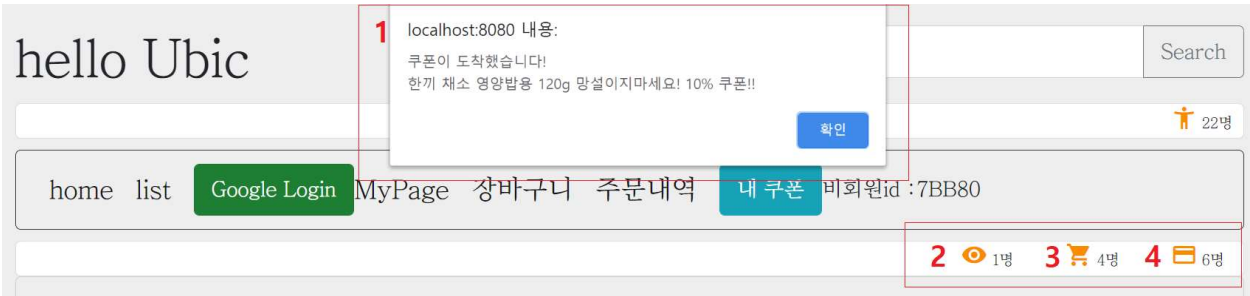 1
localhost:8080 내용:
쿠폰이 도착했습니다!
한끼 채소 영양밥용 120g 망설이지마세요! 10% 쿠폰!!
확인
hello Ubic
Search
22명
home list Google Login MyPage 장바구니 주문내역 내 쿠폰 비회원id :7BB80
2 1명 3 4명 4 6명